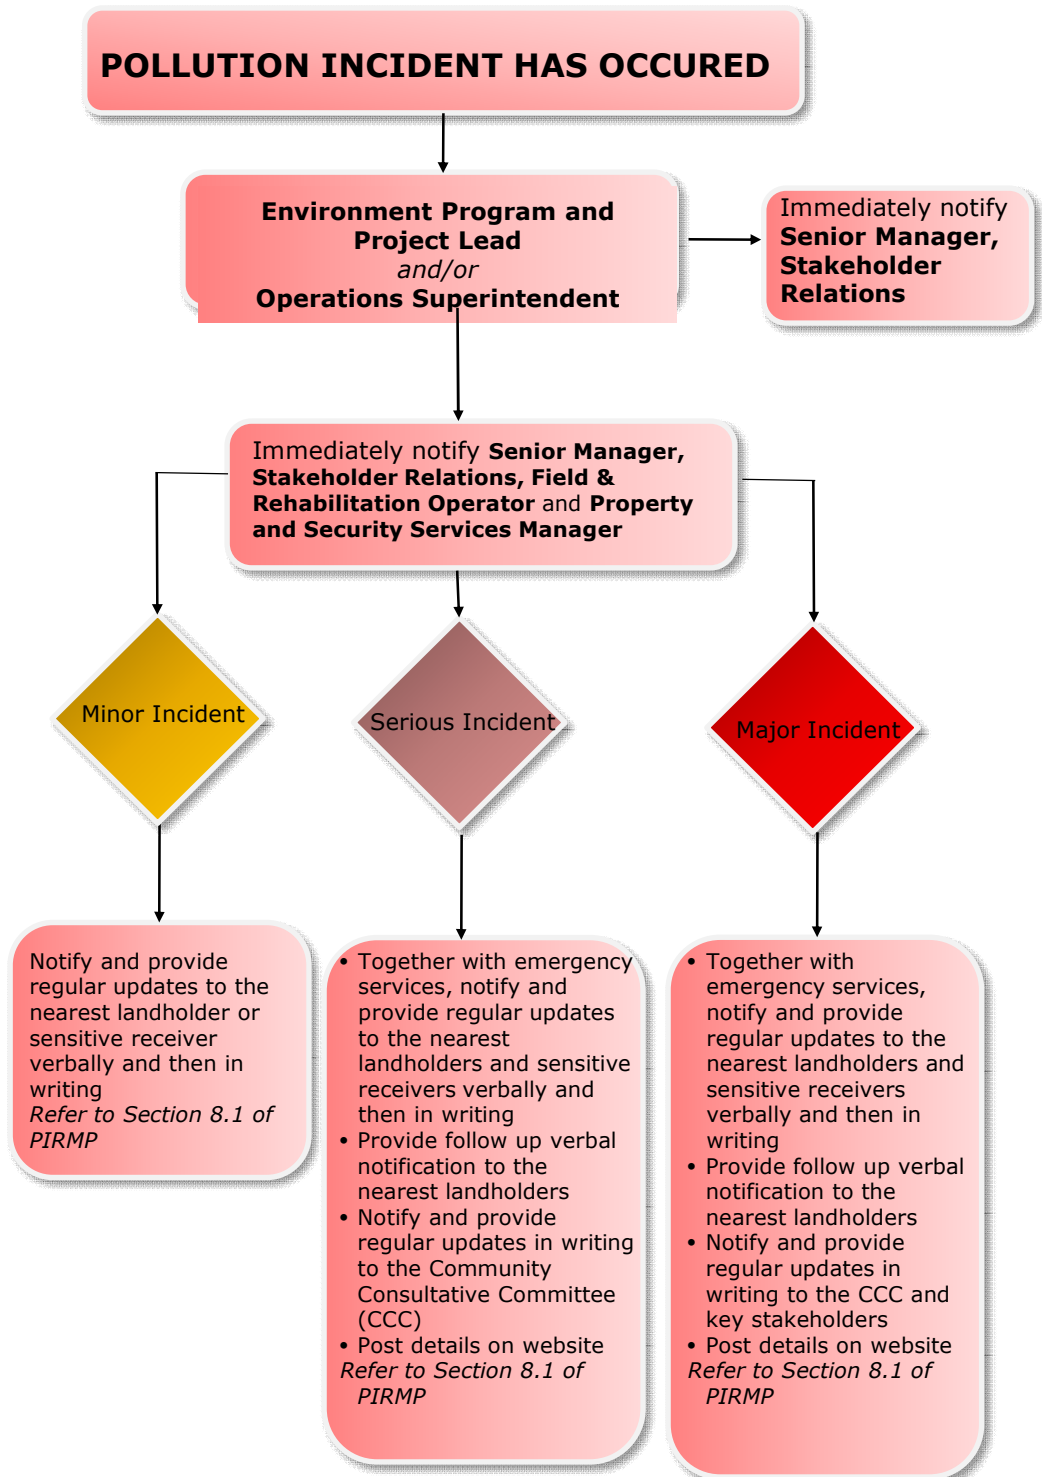 POLLUTION INCIDENT HAS OCCURED
Environment Program and
Project Lead
and/or
Operations Superintendent
Immediately notify
Senior Manager,
Stakeholder
Relations
Immediately notify Senior Manager,
Stakeholder Relations, Field &
Rehabilitation Operator and Property
and Security Services Manager
Minor Incident
Serious Incident
Major Incident
Notify and provide
regular updates to the
nearest landholder or
sensitive receiver
verbally and then in
writing
Refer to Section 8.1 of
PIRMP
• Together with emergency
services, notify and
provide regular updates
to the nearest
landholders and sensitive
receivers verbally and
then in writing
• Provide follow up verbal
notification to the
nearest landholders
• Notify and provide
regular updates in writing
to the Community
Consultative Committee
(CCC)
• Post details on website
Refer to Section 8.1 of
PIRMP
• Together with
emergency services,
notify and provide
regular updates to the
nearest landholders and
sensitive receivers
verbally and then in
writing
• Provide follow up verbal
notification to the
nearest landholders
• Notify and provide
regular updates in
writing to the CCC and
key stakeholders
• Post details on website
Refer to Section 8.1 of
PIRMP